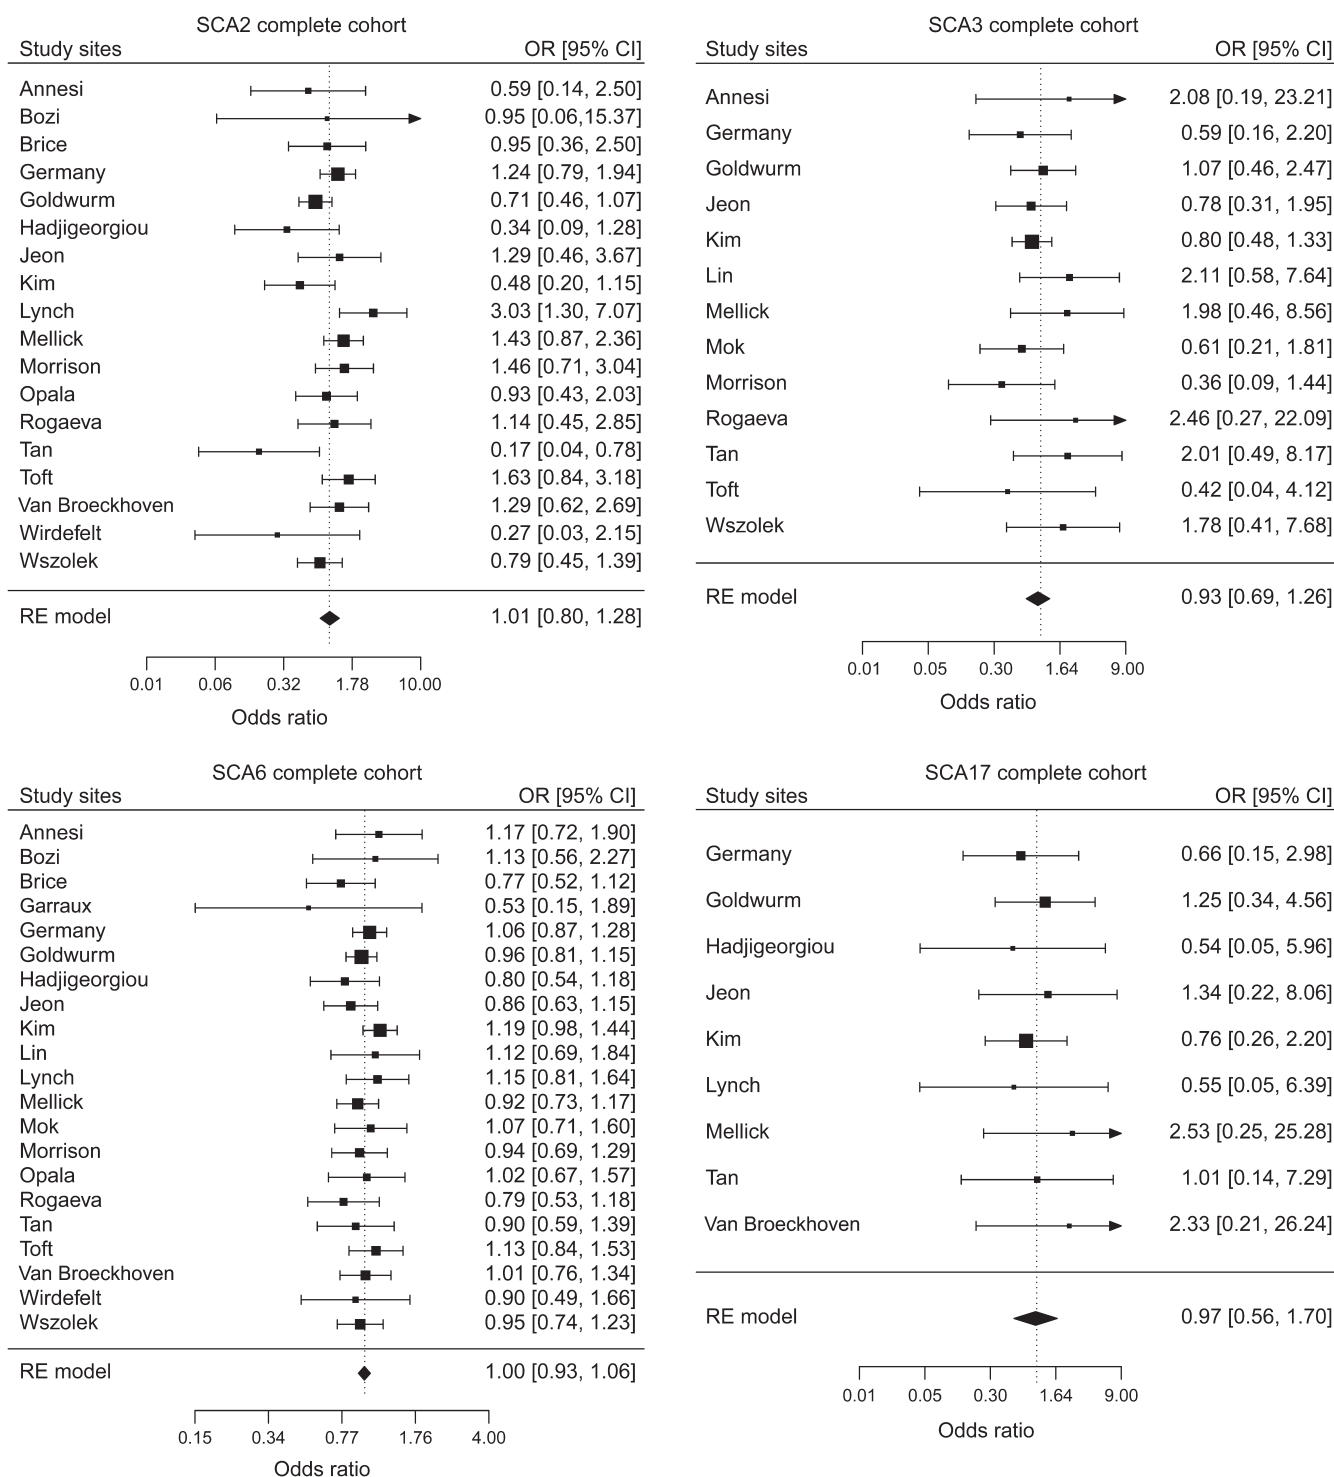 SCA2 complete cohort
Study sites OR [95% CI]
Annesi 0.59 [0.14, 2.50]
Bozi 0.95 [0.06,15.37]
Brice 0.95 [0.36, 2.50]
Germany 1.24 [0.79, 1.94]
Goldwurm 0.71 [0.46, 1.07]
Hadjigeorgiou 0.34 [0.09, 1.28]
Jeon 1.29 [0.46, 3.67]
Kim 0.48 [0.20, 1.15]
Lynch 3.03 [1.30, 7.07]
Mellick 1.43 [0.87, 2.36]
Morrison 1.46 [0.71, 3.04]
Opala 0.93 [0.43, 2.03]
Rogaeva 1.14 [0.45, 2.85]
Tan 0.17 [0.04, 0.78]
Toft 1.63 [0.84, 3.18]
Van Broeckhoven 1.29 [0.62, 2.69]
Wirdefelt 0.27 [0.03, 2.15]
Wszolek 0.79 [0.45, 1.39]
RE model 1.01 [0.80, 1.28]
0.01 0.06 0.32 1.78 10.00
Odds ratio
SCA3 complete cohort
Study sites OR [95% CI]
Annesi 2.08 [0.19, 23.21]
Germany 0.59 [0.16, 2.20]
Goldwurm 1.07 [0.46, 2.47]
Jeon 0.78 [0.31, 1.95]
Kim 0.80 [0.48, 1.33]
Lin 2.11 [0.58, 7.64]
Mellick 1.98 [0.46, 8.56]
Mok 0.61 [0.21, 1.81]
Morrison 0.36 [0.09, 1.44]
Rogaeva 2.46 [0.27, 22.09]
Tan 2.01 [0.49, 8.17]
Toft 0.42 [0.04, 4.12]
Wszolek 1.78 [0.41, 7.68]
RE model 0.93 [0.69, 1.26]
0.01 0.05 0.30 1.64 9.00
Odds ratio
SCA6 complete cohort
Study sites OR [95% CI]
Annesi 1.17 [0.72, 1.90]
Bozi 1.13 [0.56, 2.27]
Brice 0.77 [0.52, 1.12]
Garraux 0.53 [0.15, 1.89]
Germany 1.06 [0.87, 1.28]
Goldwurm 0.96 [0.81, 1.15]
Hadjigeorgiou 0.80 [0.54, 1.18]
Jeon 0.86 [0.63, 1.15]
Kim 1.19 [0.98, 1.44]
Lin 1.12 [0.69, 1.84]
Lynch 1.15 [0.81, 1.64]
Mellick 0.92 [0.73, 1.17]
Mok 1.07 [0.71, 1.60]
Morrison 0.94 [0.69, 1.29]
Opala 1.02 [0.67, 1.57]
Rogaeva 0.79 [0.53, 1.18]
Tan 0.90 [0.59, 1.39]
Toft 1.13 [0.84, 1.53]
Van Broeckhoven 1.01 [0.76, 1.34]
Wirdefelt 0.90 [0.49, 1.66]
Wszolek 0.95 [0.74, 1.23]
RE model 1.00 [0.93, 1.06]
0.15 0.34 0.77 1.76 4.00
Odds ratio
SCA17 complete cohort
Study sites OR [95% CI]
Germany 0.66 [0.15, 2.98]
Goldwurm 1.25 [0.34, 4.56]
Hadjigeorgiou 0.54 [0.05, 5.96]
Jeon 1.34 [0.22, 8.06]
Kim 0.76 [0.26, 2.20]
Lynch 0.55 [0.05, 6.39]
Mellick 2.53 [0.25, 25.28]
Tan 1.01 [0.14, 7.29]
Van Broeckhoven 2.33 [0.21, 26.24]
RE model 0.97 [0.56, 1.70]
0.01 0.05 0.30 1.64 9.00
Odds ratio